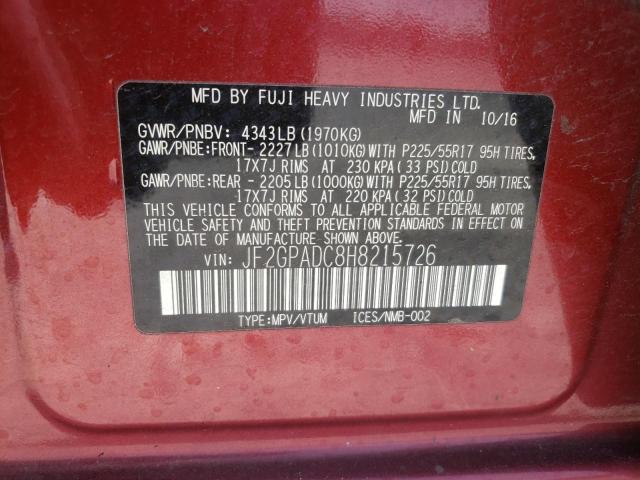 MFD BY FUJI HEAVY INDUSTRIES LTD.
MFD IN 10/16
GVWR/PNBV: 4343LB(1970KG)
GAWR/PNBE:FRONT- 2227LB(1010KG)WITH P225/55R17 95H TIRES,
17X7J RIMS AT 230 KPA(33 PSI)COLD
GAWR/PNBE:REAR - 2205LB(1000KG)WITH P225/55R17 95H TIRES,
17X7J RIMS AT 220 KPA(32 PSI)COLD
THIS VEHICLE CONFORMS TO ALL APPLICABLE FEDERAL MOTOR
VEHICLE SAFETY AND THEFT PREVENTION STANDARDS IN EFFECT ON
THE DATE OF MANUFACTURE SHOWN ABOVE.
VIN: JF2GPADC8H8215726
TYPE:MPV/VTUM ICES/NMB-002